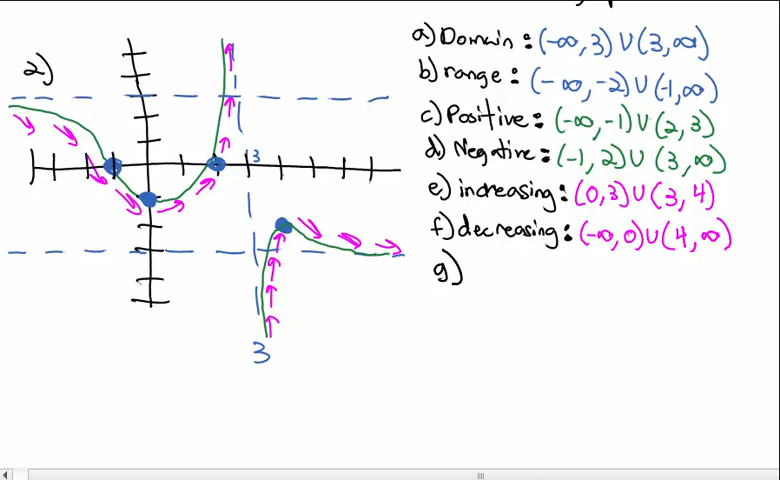 2)
3
3
a) Domain: (-∞, 3) ∪ (3, ∞)
b) range: (-∞, -2) ∪ (-1, ∞)
c) Positive: (-∞, -1) ∪ (2, 3)
d) Negative: (-1, 2) ∪ (3, ∞)
e) increasing: (0, 3) ∪ (3, 4)
f) decreasing: (-∞, 0) ∪ (4, ∞)
g)